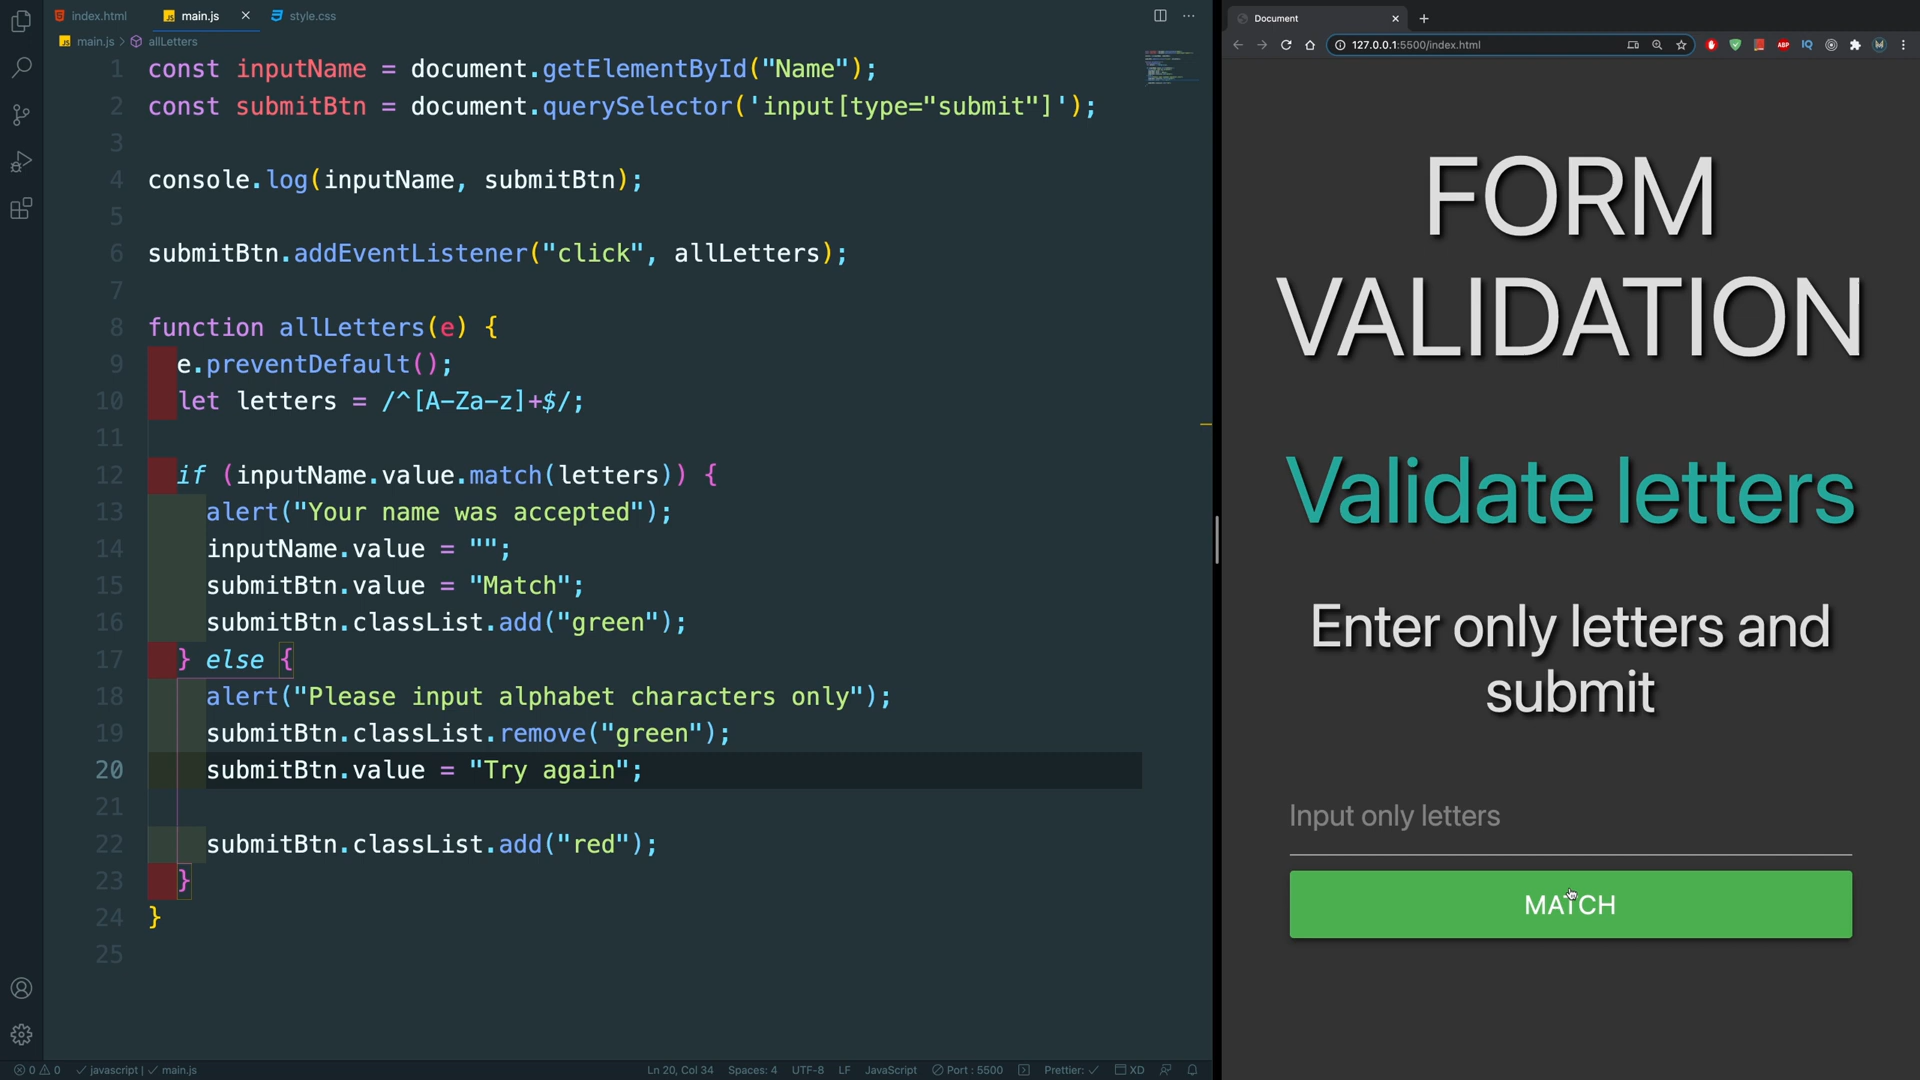 index.html
main.js
style.css
main.js > allLetters
1 const inputName = document.getElementById("Name");
2 const submitBtn = document.querySelector('input[type="submit"]');
3
4 console.log(inputName, submitBtn);
5
6 submitBtn.addEventListener("click", allLetters);
7
8 function allLetters(e) {
9 e.preventDefault();
10 let letters = /^[A-Za-z]+$/;
11
12 if (inputName.value.match(letters)) {
13 alert("Your name was accepted");
14 inputName.value = "";
15 submitBtn.value = "Match";
16 submitBtn.classList.add("green");
17 } else {
18 alert("Please input alphabet characters only");
19 submitBtn.classList.remove("green");
20 submitBtn.value = "Try again";
21
22 submitBtn.classList.add("red");
23 }
24 }
25
0 0 javascript | main.js
Ln 20, Col 34 Spaces: 4 UTF-8 LF JavaScript Port : 5500 Prettier: XD
Document
127.0.0.1:5500/index.html
ABP
IQ
M
FORM
VALIDATION
Validate letters
Enter only letters and
submit
Input only letters
MATCH